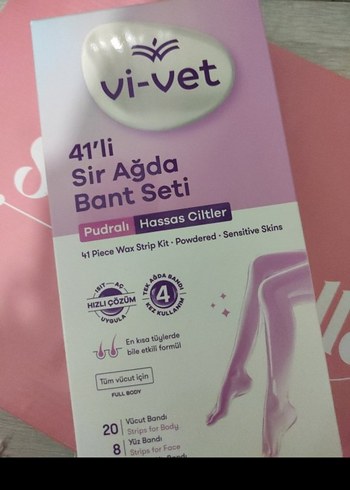 vi-vet
41'li
Sir Ağda
Bant Seti
Pudralı Hassas Ciltler
41 Piece Wax Strip Kit • Powdered • Sensitive Skins
ISIT - AÇ
HIZLI ÇÖZÜM
UYGULA
TEK AĞDA BANDI
4
KEZ KULLANIM
En kısa tüylerde
bile etkili formül
Tüm vücut için
FULL BODY
20 Vücut Bandı
Strips for Body
8 Yüz Bandı
Strips for Face